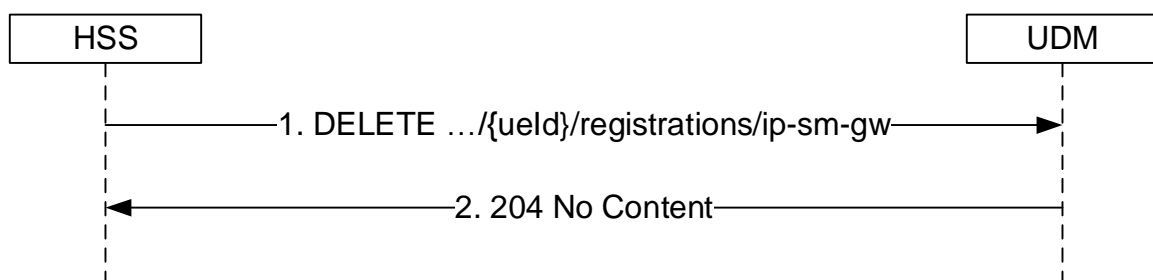 HSS
UDM
1. DELETE …/{ueId}/registrations/ip-sm-gw
2. 204 No Content